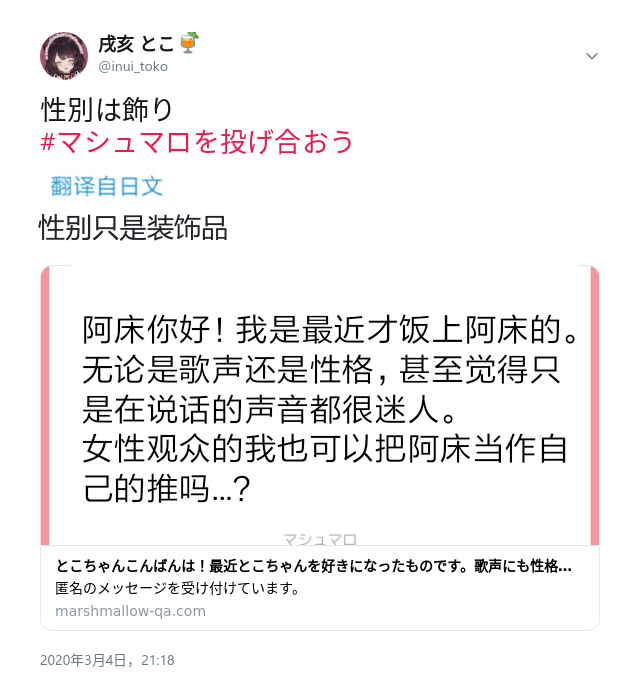 戌亥 とこ🍹
@inui_toko
性別は飾り
#マシュマロを投げ合おう
翻译自日文
性别只是装饰品
阿床你好！我是最近才饭上阿床的。
无论是歌声还是性格，甚至觉得只
是在说话的声音都很迷人。
女性观众的我也可以把阿床当作自
己的推吗...？
マシュマロ
とこちゃんこんばんは！最近とこちゃんを好きになったものです。歌声にも性格...
匿名のメッセージを受け付けています。
marshmallow-qa.com
2020年3月4日，21:18